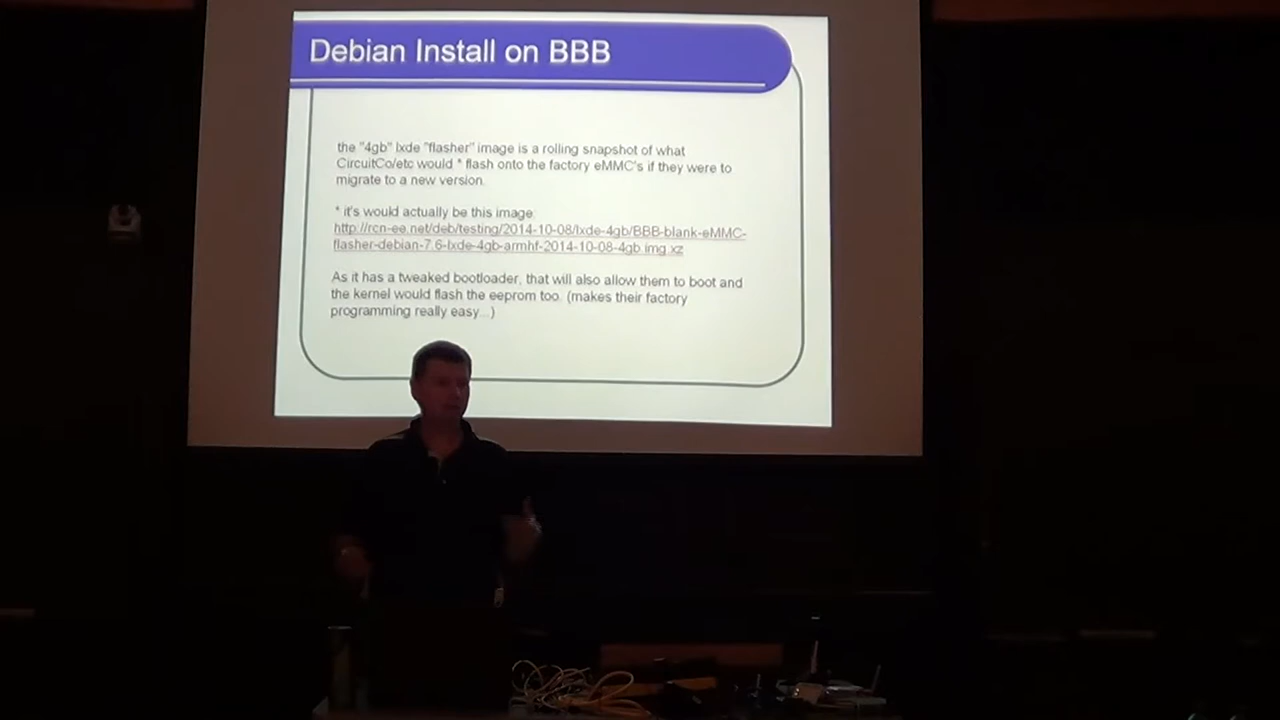 Debian Install on BBB
the "4gb" lxde "flasher" image is a rolling snapshot of what
CircuitCo/etc would * flash onto the factory eMMC's if they were to
migrate to a new version.
* it's would actually be this image:
http://rcn-ee.net/deb/testing/2014-10-08/lxde-4gb/BBB-blank-eMMC-
flasher-debian-7.6-lxde-4gb-armhf-2014-10-08-4gb.img.xz
As it has a tweaked bootloader, that will also allow them to boot and
the kernel would flash the eeprom too. (makes their factory
programming really easy...)